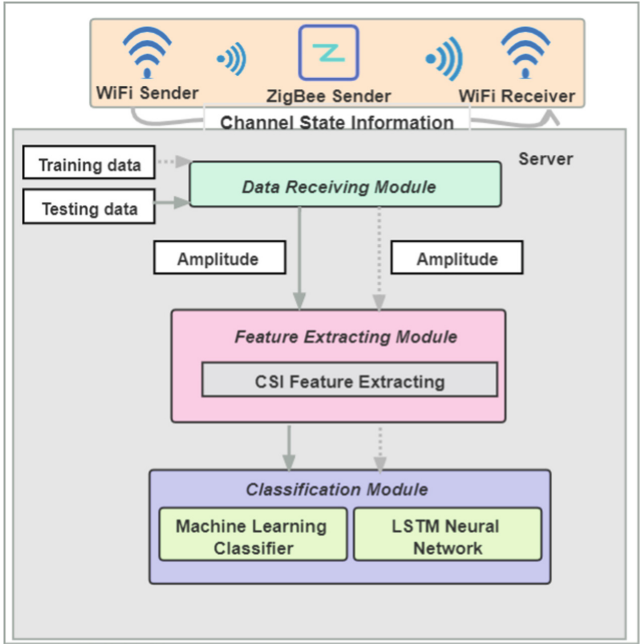 WiFi Sender
ZigBee Sender
WiFi Receiver
Channel State Information
Server
Training data
Testing data
Data Receiving Module
Amplitude
Amplitude
Feature Extracting Module
CSI Feature Extracting
Classification Module
Machine Learning
Classifier
LSTM Neural
Network